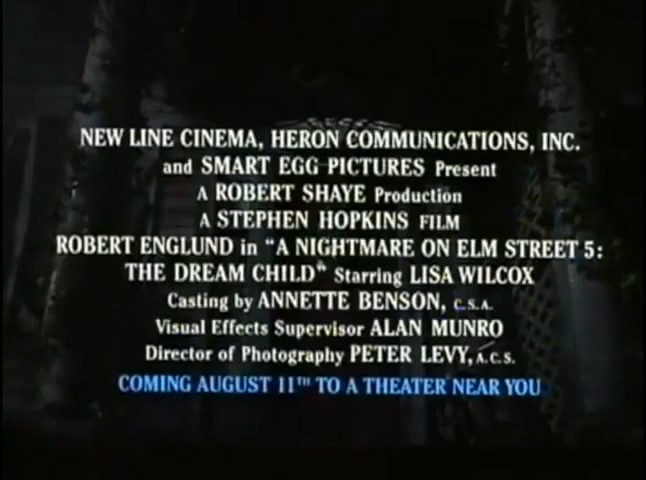 NEW LINE CINEMA, HERON COMMUNICATIONS, INC.
and SMART EGG PICTURES Present
A ROBERT SHAYE Production
A STEPHEN HOPKINS FILM
ROBERT ENGLUND in "A NIGHTMARE ON ELM STREET 5:
THE DREAM CHILD" Starring LISA WILCOX
Casting by ANNETTE BENSON, C.S.A.
Visual Effects Supervisor ALAN MUNRO
Director of Photography PETER LEVY, A.C.S.
COMING AUGUST 11TH TO A THEATER NEAR YOU